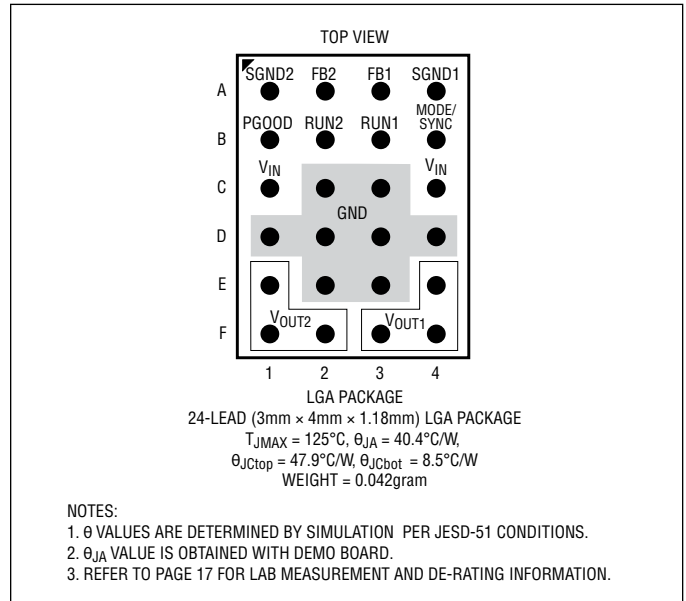 TOP VIEW
A SGND2 FB2 FB1 SGND1
B PGOOD RUN2 RUN1 MODE/
SYNC
C VIN VIN
GND
D
E
F VOUT2 VOUT1
1 2 3 4
LGA PACKAGE
24-LEAD (3mm × 4mm × 1.18mm) LGA PACKAGE
TJMAX = 125°C, θJA = 40.4°C/W,
θJCtop = 47.9°C/W, θJCbot = 8.5°C/W
WEIGHT = 0.042gram
NOTES:
1. θ VALUES ARE DETERMINED BY SIMULATION PER JESD-51 CONDITIONS.
2. θJA VALUE IS OBTAINED WITH DEMO BOARD.
3. REFER TO PAGE 17 FOR LAB MEASUREMENT AND DE-RATING INFORMATION.